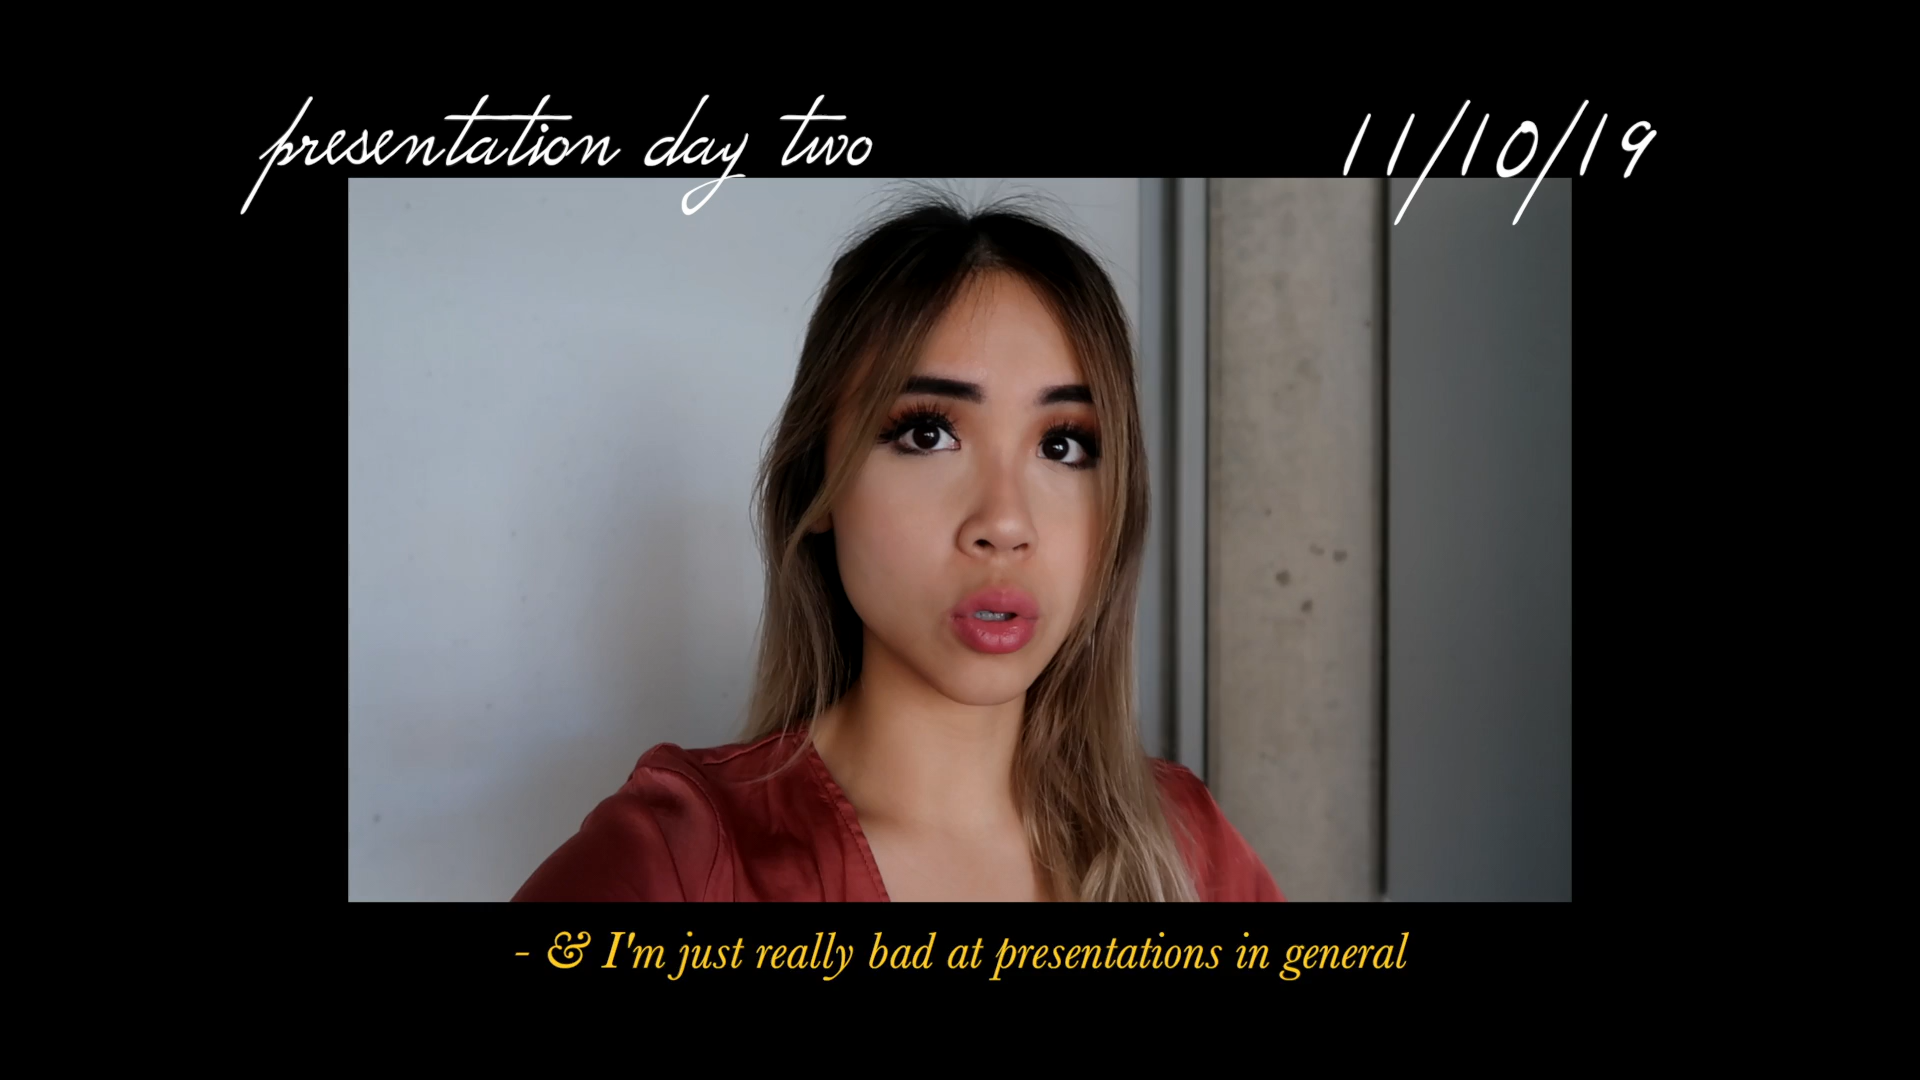 presentation day two
11/10/19
- & I'm just really bad at presentations in general